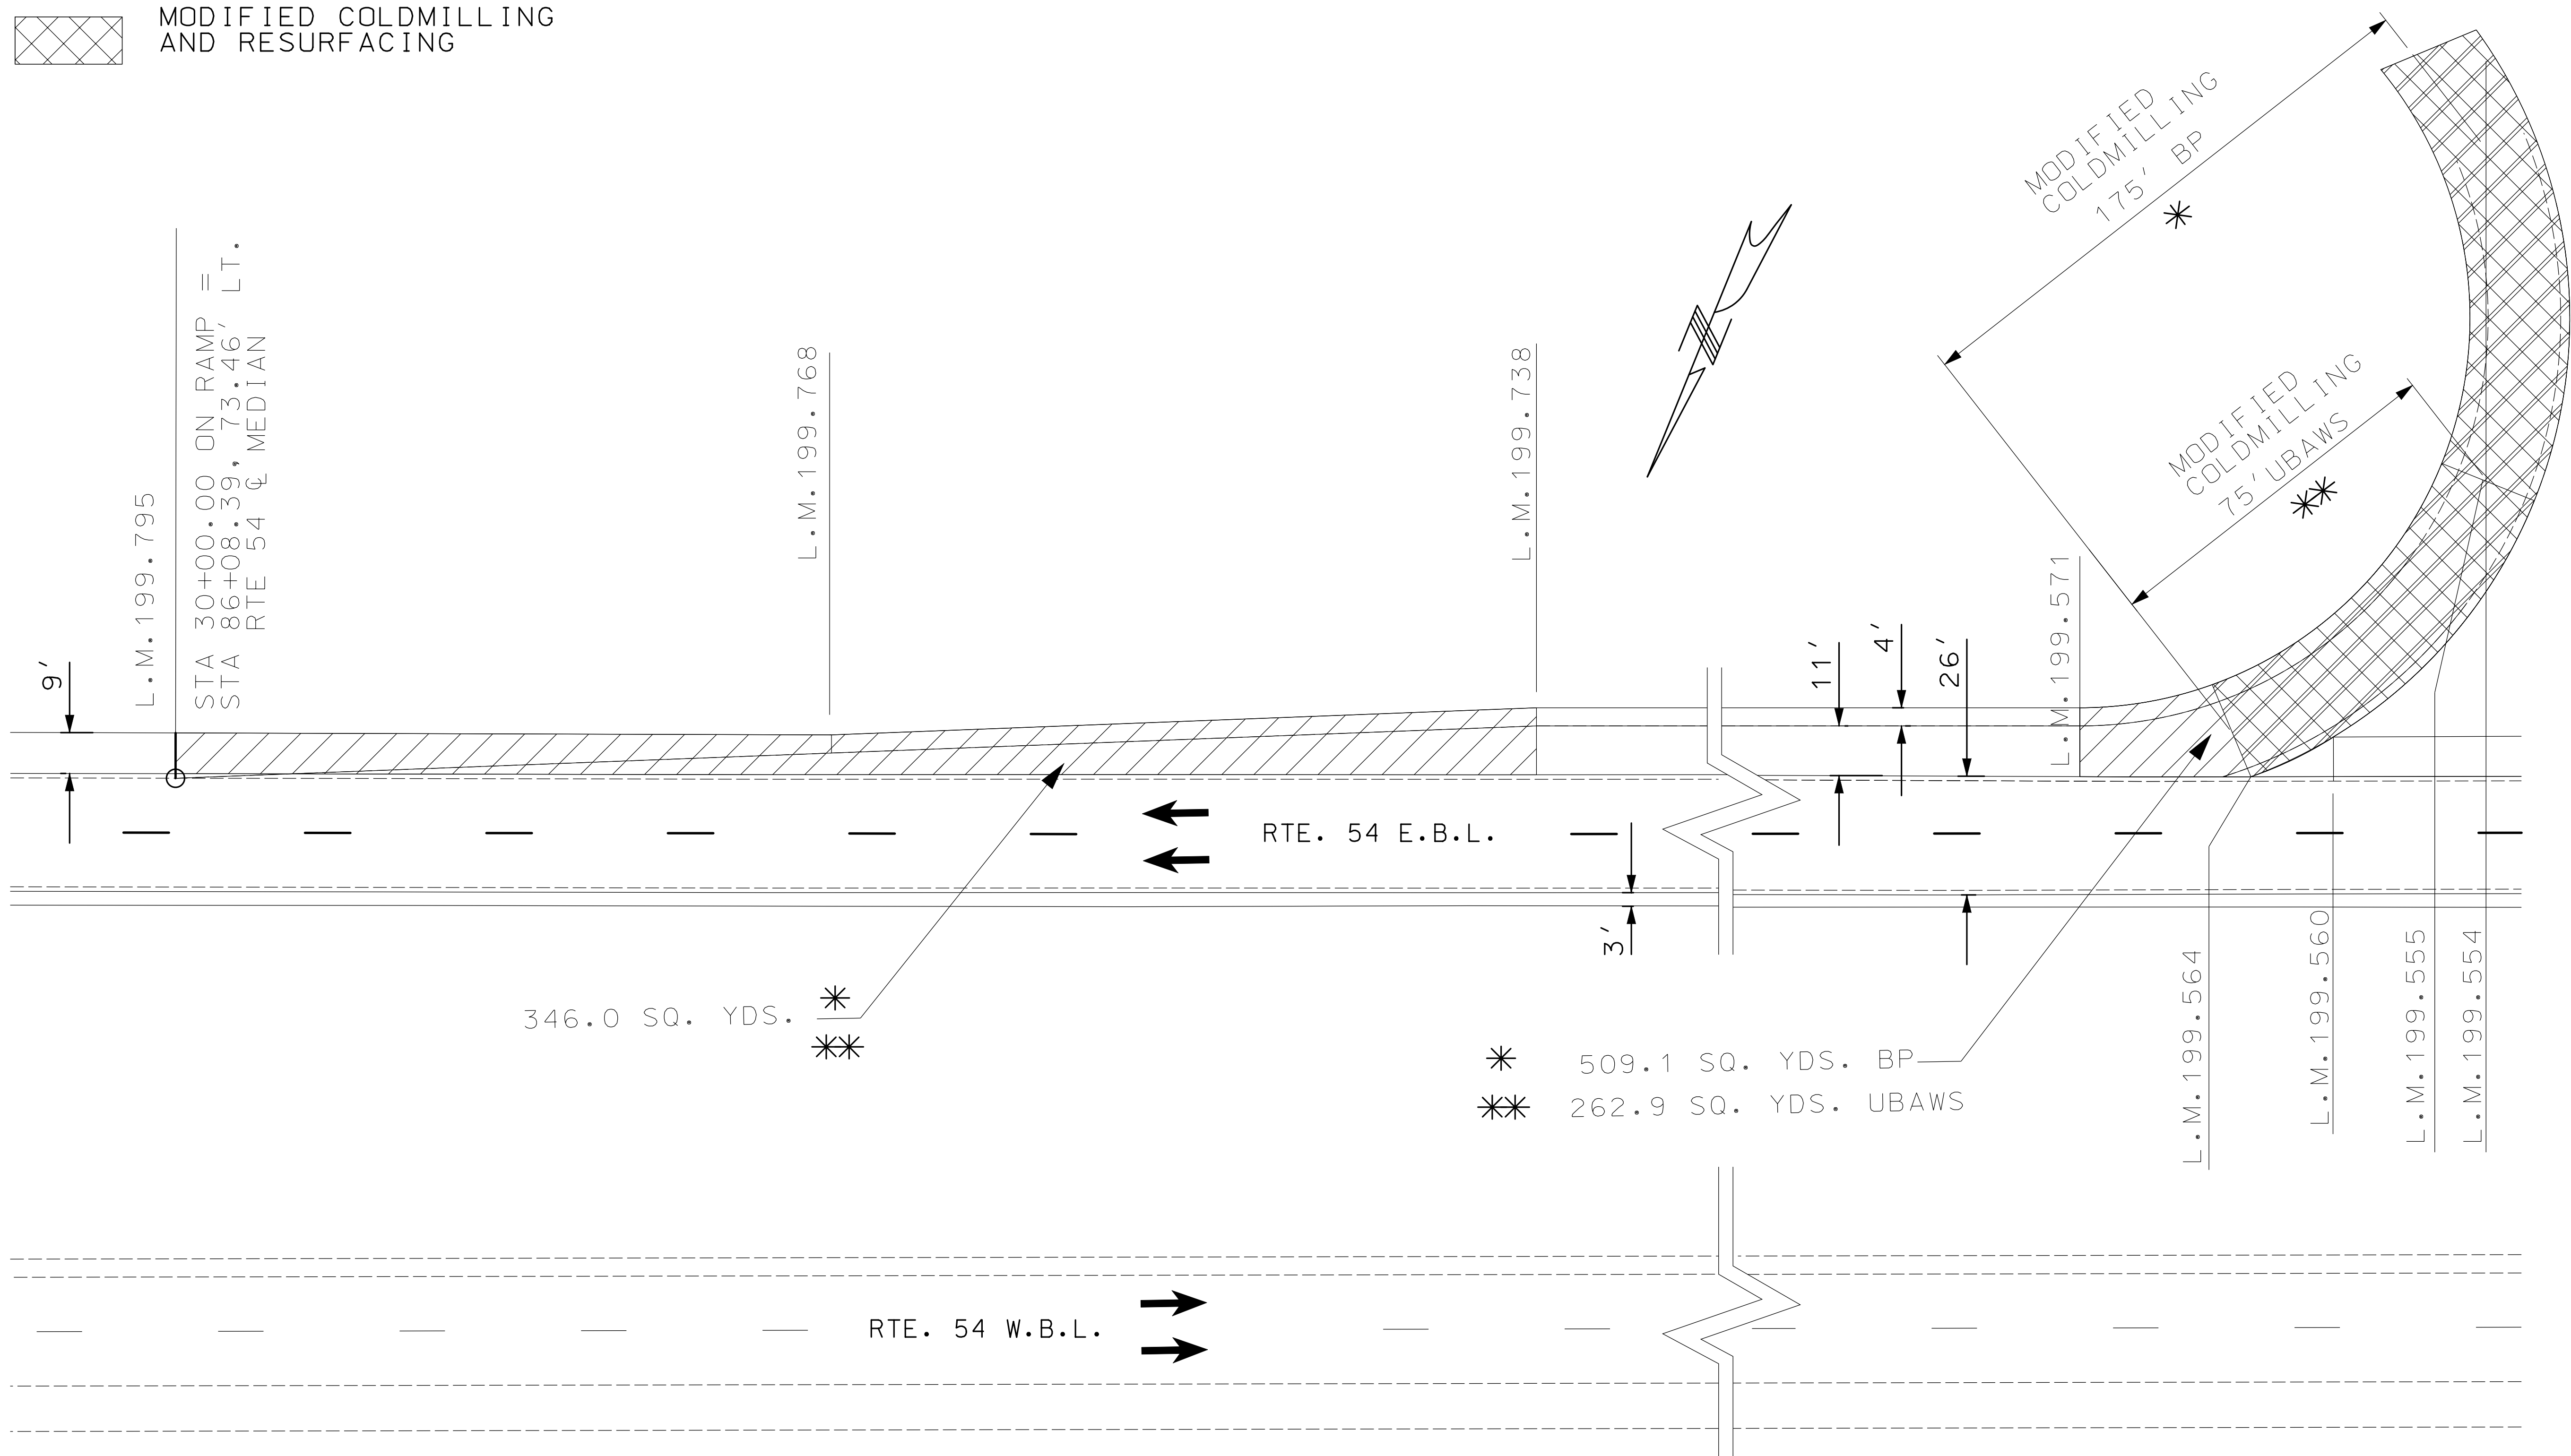 MODIFIED COLDMILLING
AND RESURFACING
L.M.199.795
STA 30+00.00 ON RAMP =
STA 86+08.39, 73.46' LT.
RTE 54 ℄ MEDIAN
L.M.199.768
L.M.199.738
MODIFIED
COLDMILLING
175' BP
*
MODIFIED
COLDMILLING
75' UBAWS
**
9'
11'
4'
26'
L.M.199.571
RTE. 54 E.B.L.
3'
346.0 SQ. YDS. *
**
* 509.1 SQ. YDS. BP
** 262.9 SQ. YDS. UBAWS
L.M.199.564
L.M.199.560
L.M.199.555
L.M.199.554
RTE. 54 W.B.L.